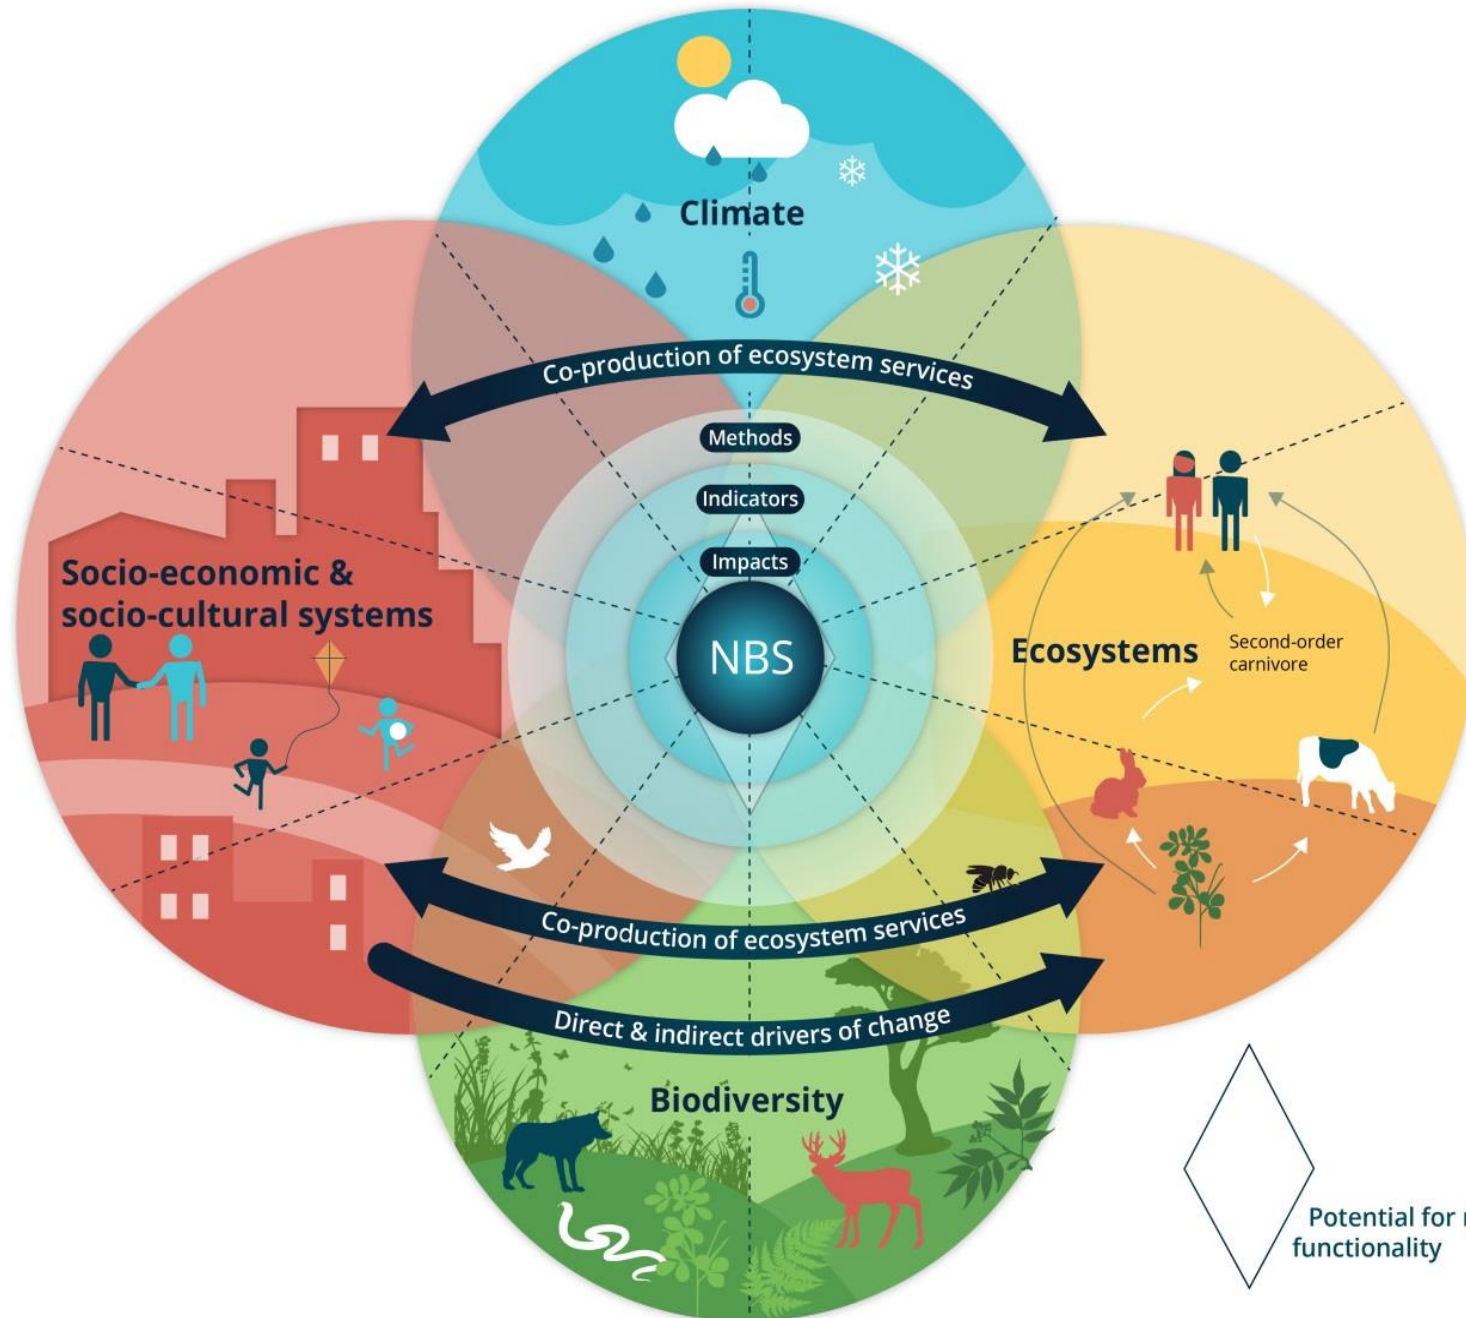 Climate
Co-production of ecosystem services
Methods
Indicators
Impacts
NBS
Socio-economic &
socio-cultural systems
Ecosystems
Second-order
carnivore
Co-production of ecosystem services
Direct & indirect drivers of change
Biodiversity
Potential for
functionality